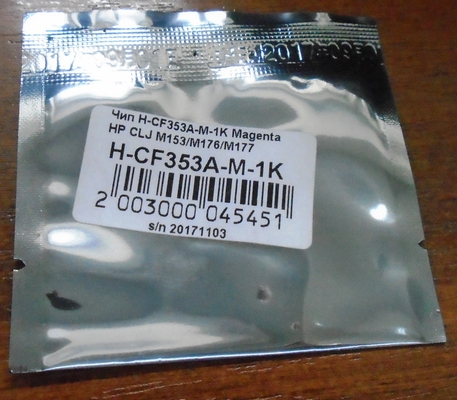 Чип H-CF353A-M-1K Magenta
HP CLJ M153/M176/M177
H-CF353A-M-1K
2 003000 045451
s/n 20171103